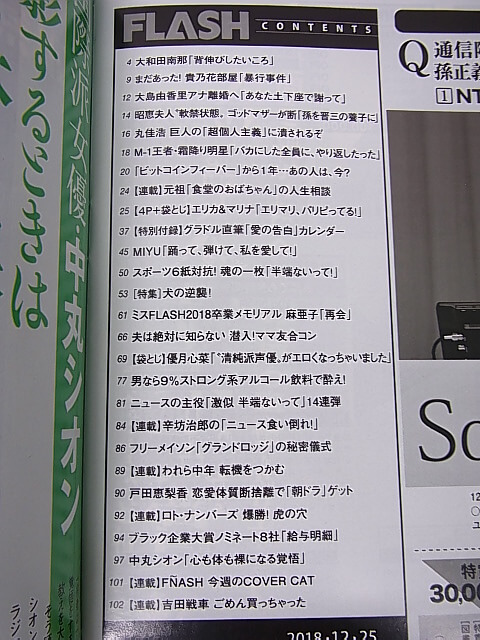 FLASH CONTENTS
4 大和田南那「背伸びしたいころ」
9 まだあった! 貴乃花部屋「暴行事件」
12 大島由香里アナ離婚へ「あなた土下座で謝って」
14 昭恵夫人〝軟禁状態〟 ゴッドマザーが断「孫を晋三の養子に」
16 丸佳浩 巨人の「超個人主義」に潰されるぞ
18 M-1王者・霜降り明星「バカにした全員に、やり返したった」
20 「ビットコインフィーバー」から1年…あの人は、今?
24 【連載】元祖「食堂のおばちゃん」の人生相談
25 【4P+袋とじ】エリカ&マリナ「エリマリ、パリピってる!」
37 【特別付録】グラドル直筆「愛の告白」カレンダー
45 MIYU「踊って、弾けて、私を愛して!」
50 スポーツ6紙対抗! 魂の一枚「半端ないって!」
53 [特集]犬の逆襲!
61 ミスFLASH2018卒業メモリアル 麻亜子「再会」
66 夫は絶対に知らない 潜入!ママ友合コン
69 【袋とじ】優月心菜「〝清純派声優〟がエロくなっちゃいました」
77 男なら9%ストロング系アルコール飲料で酔え!
81 ニュースの主役「激似 半端ないって」14連弾
84 【連載】辛坊治郎の「ニュース食い倒れ!」
86 フリーメイソン「グランドロッジ」の秘密儀式
89 【連載】われら中年 転機をつかむ
90 戸田恵梨香 恋愛体質断捨離で「朝ドラ」ゲット
92 【連載】ロト・ナンバーズ 爆勝! 虎の穴
94 ブラック企業大賞ノミネート8社「給与明細」
97 中丸シオン「心も体も裸になる覚悟」
101 【連載】FÑASH 今週のCOVER CAT
102 【連載】吉田戦車 ごめん買っちゃった
2018・12・25
派女優・中丸シオン
するときは
Q 通信
孫正義
1 NT
So
30,00